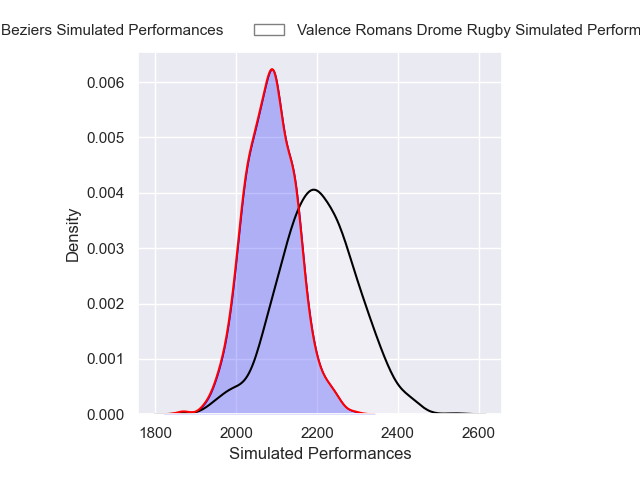 Beziers Simulated Performances
Valence Romans Drome Rugby Simulated Perform
0.006
0.005
0.004
0.003
0.002
0.001
0.000
Density
1800 2000 2200 2400 2600
Simulated Performances